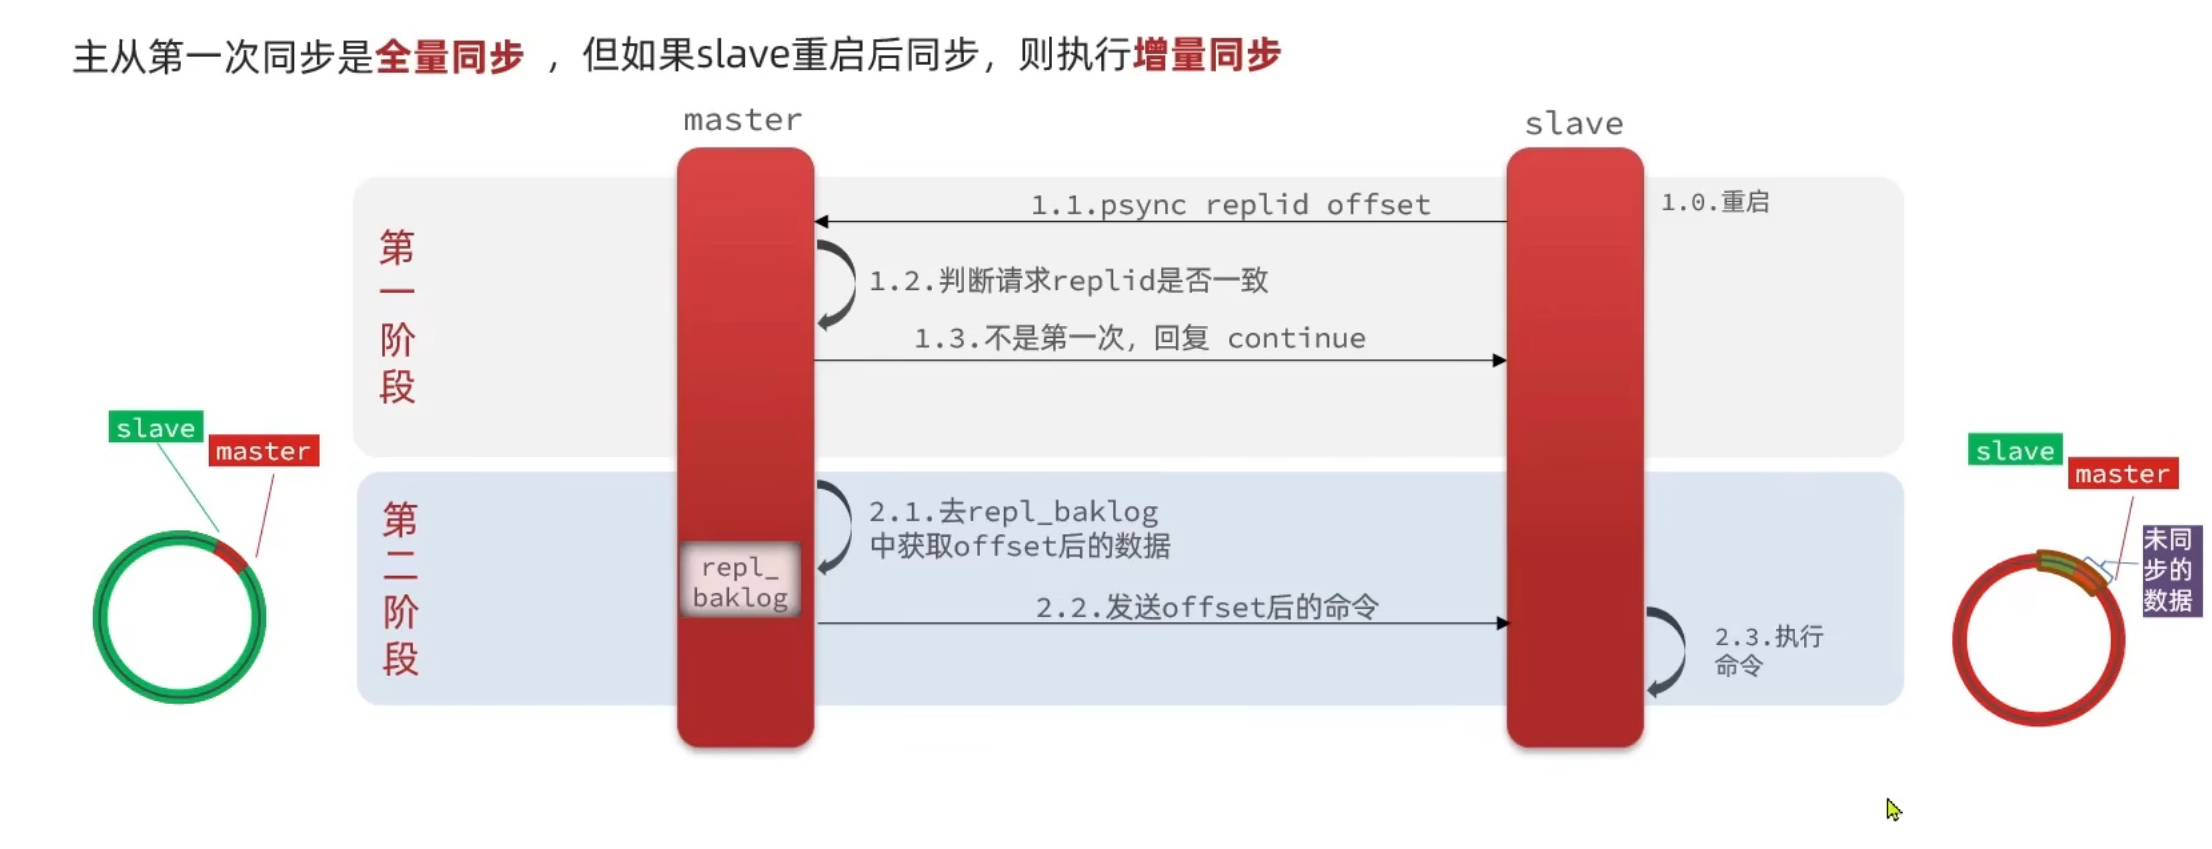 主从第一次同步是全量同步 ，但如果slave重启后同步，则执行增量同步
master
slave
第一阶段
1.0.重启
1.1.psync replid offset
1.2.判断请求replid是否一致
1.3.不是第一次，回复 continue
slave
master
slave
master
未同
步的
数据
第二阶段
2.1.去repl_baklog
中获取offset后的数据
repl_
baklog
2.2.发送offset后的命令
2.3.执行
命令